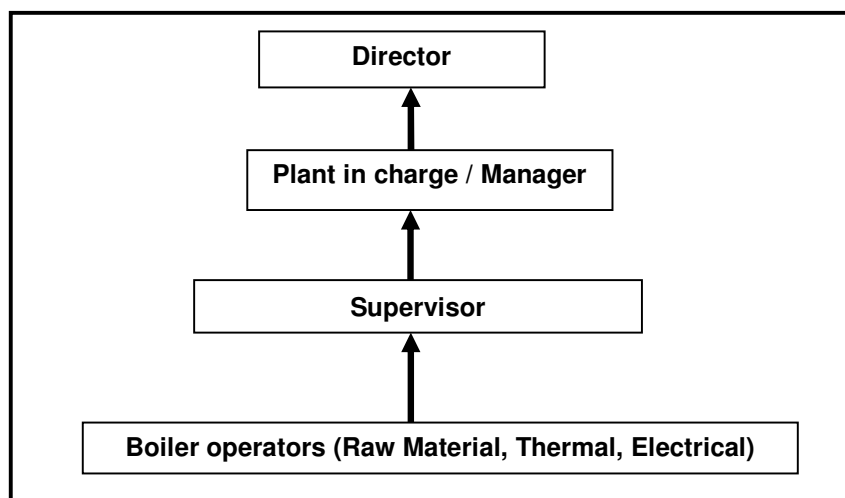 Director
Plant in charge / Manager
Supervisor
Boiler operators (Raw Material, Thermal, Electrical)